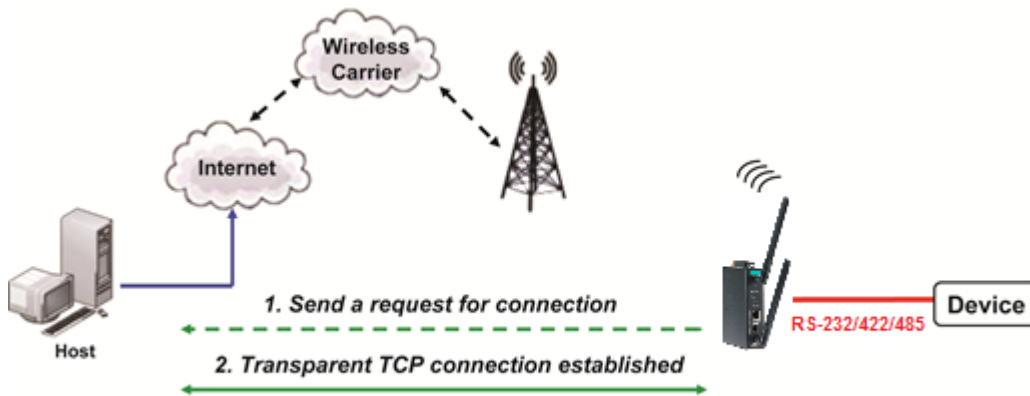 Wireless
Carrier
Internet
1. Send a request for connection
Device
RS-232/422/485
Host
2. Transparent TCP connection established